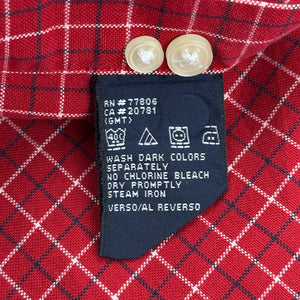 RN #77806
CA #20781
(GMT)
40C
WASH DARK COLORS
SEPARATELY
NO CHLORINE BLEACH
DRY PROMPTLY
STEAM IRON
VERSO/AL REVERSO